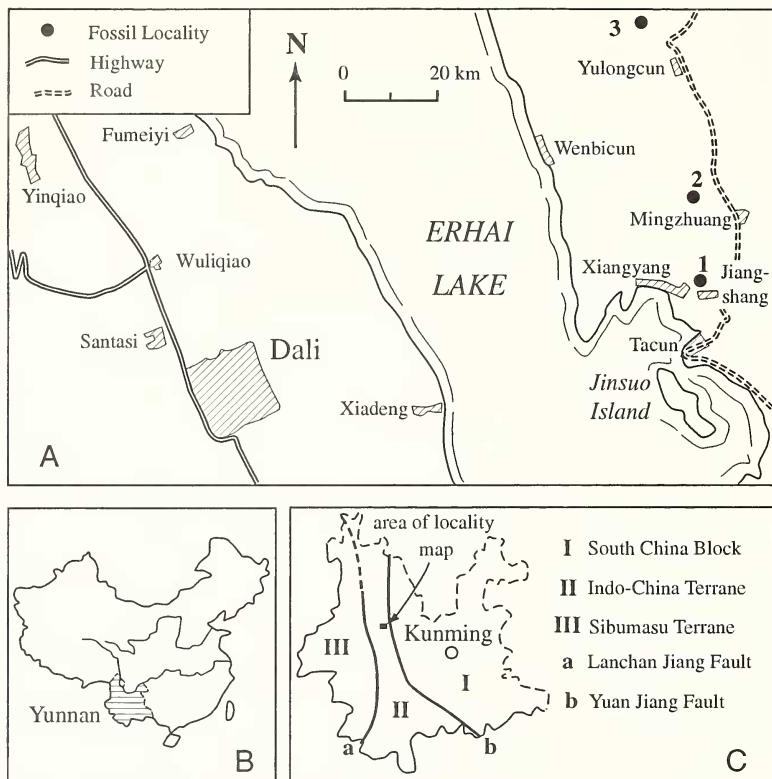 Fossil Locality
Highway
Road
N
0 20 km
3
Yulongcun
Fumeiyi
Wenbicun
Yinqiao
2
Mingzhuang
ERHAI
LAKE
Wuliqiao
Xiangyang
1
Jiang-
shang
Santasi
Dali
Tacun
Xiadeng
Jinsuo
Island
A
Yunnan
B
area of locality
map
Kunming
III
I
II
a
b
I South China Block
II Indo-China Terrane
III Sibumasu Terrane
a Lanchan Jiang Fault
b Yuan Jiang Fault
C